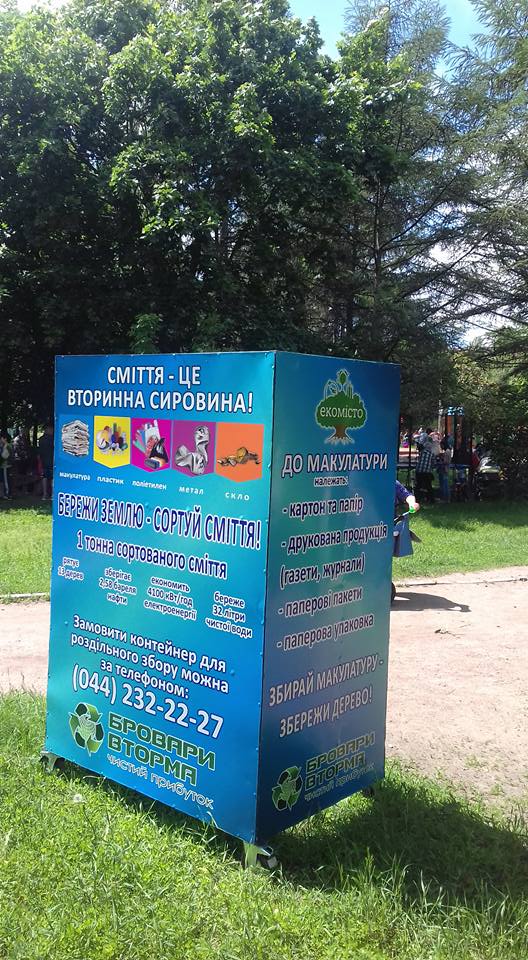 СМІТТЯ - ЦЕ
ВТОРИННА СИРОВИНА!
макулатура пластик поліетилен метал скло
БЕРЕЖИ ЗЕМЛЮ - СОРТУЙ СМІТТЯ!
1 тонна сортованого сміття
рятує
13 дерев
зберігає
2,58 бареля
нафти
економить
4100 кВт/год
електроенергії
береже
32 літри
чистої води
Замовити контейнер для
роздільного збору можна
за телефоном:
(044) 232-22-27
БРОВАРИ
ВТОРМА
чистий прибуток
екомісто
ДО МАКУЛАТУРИ
належать:
- картон та папір
- друкована продукція
(газети, журнали)
- паперові пакети
- паперова упаковка
ЗБИРАЙ МАКУЛАТУРУ -
ЗБЕРЕЖИ ДЕРЕВО!
БРОВАРИ
ВТОРМА
чистий прибуток